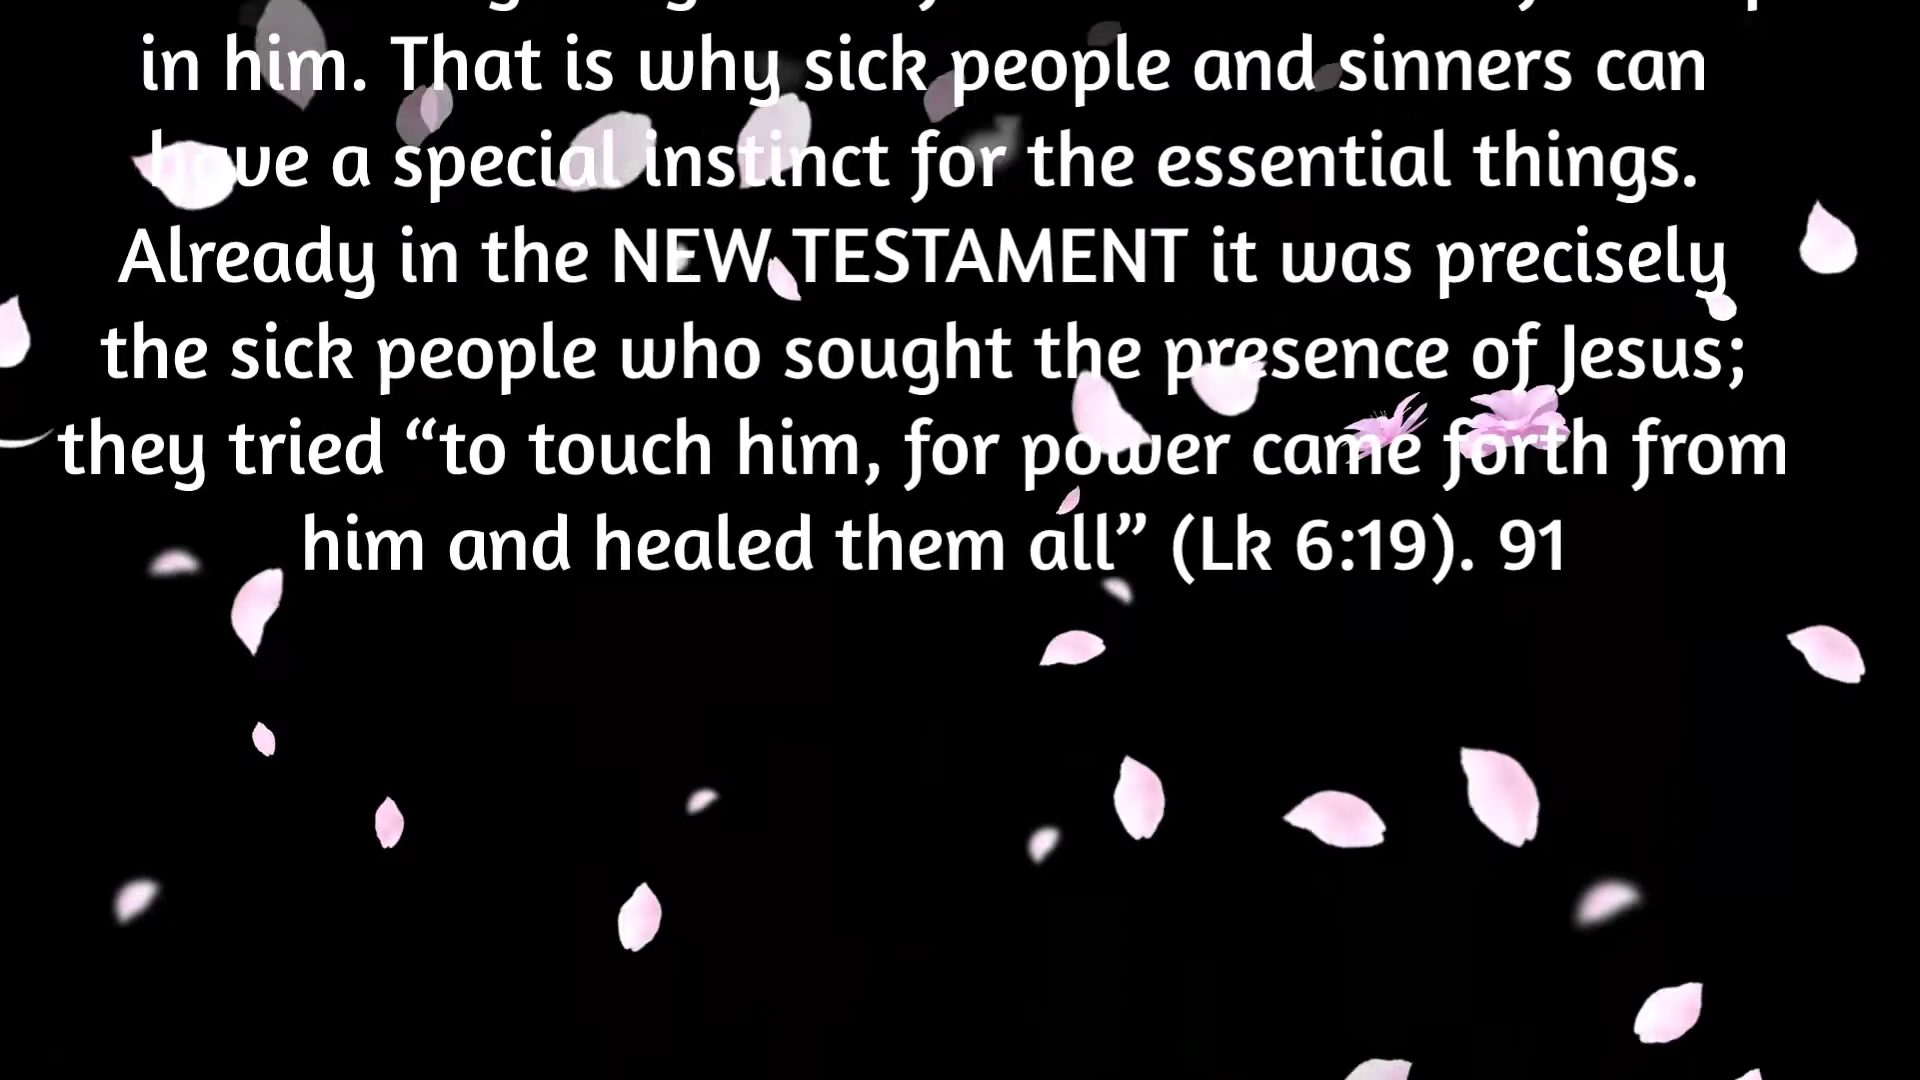 in him. That is why sick people and sinners can
have a special instinct for the essential things.
Already in the NEW TESTAMENT it was precisely
the sick people who sought the presence of Jesus;
they tried “to touch him, for power came forth from
him and healed them all” (Lk 6:19). 91